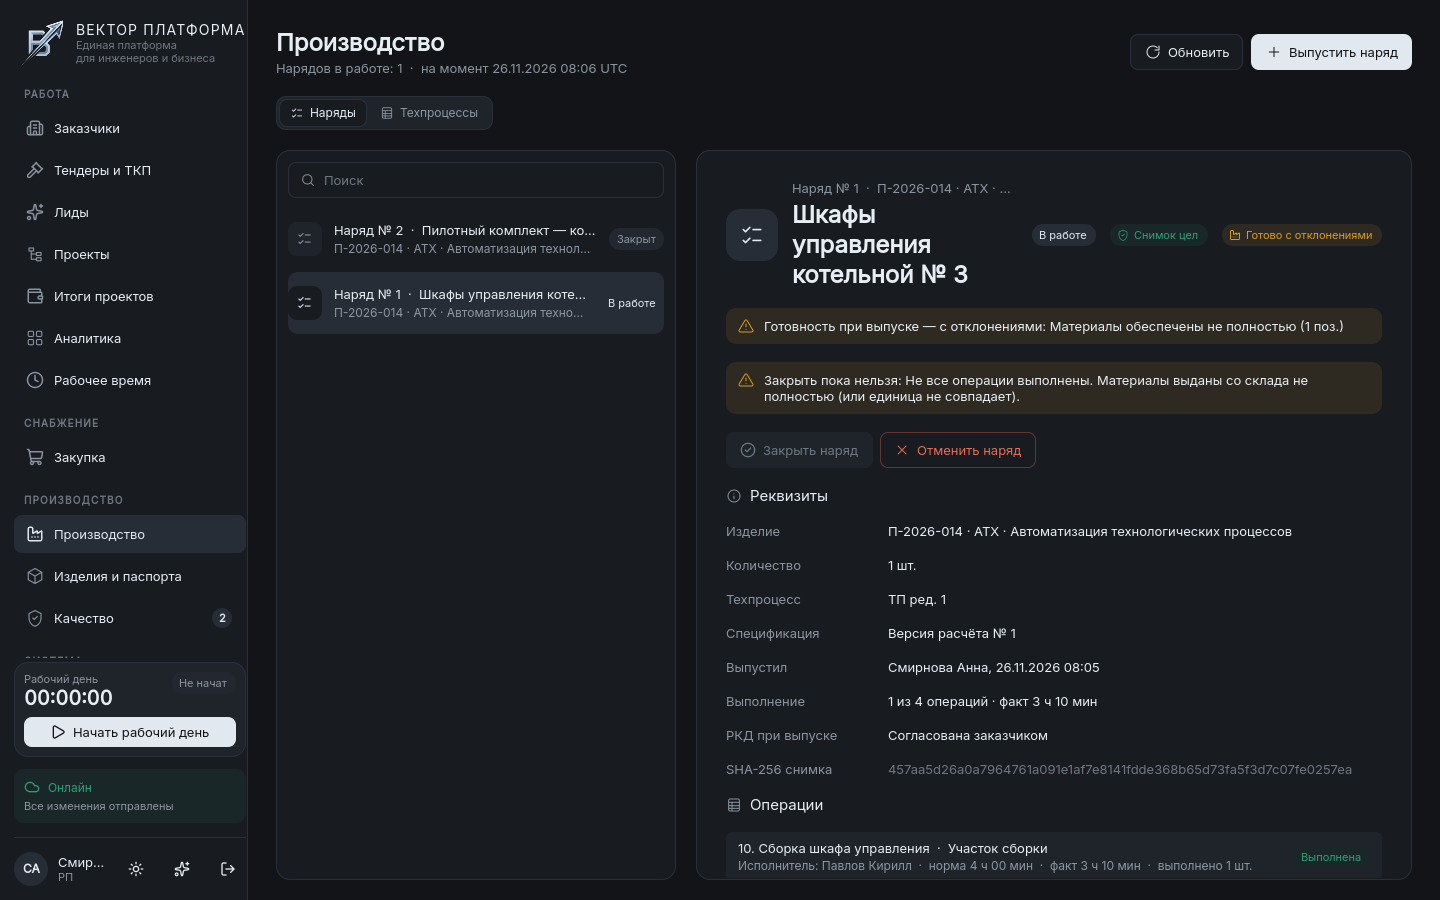 ВЕКТОР ПЛАТФОРМА
Единая платформа
для инженеров и бизнеса
РАБОТА
Заказчики
Тендеры и ТКП
Лиды
Проекты
Итоги проектов
Аналитика
Рабочее время
СНАБЖЕНИЕ
Закупка
ПРОИЗВОДСТВО
Производство
Изделия и паспорта
Качество 2
Рабочий день
Не начат
00:00:00
Начать рабочий день
Онлайн
Все изменения отправлены
СА
Смир...
РП
Производство
Нарядов в работе: 1 · на момент 26.11.2026 08:06 UTC
Обновить
Выпустить наряд
Наряды
Техпроцессы
Поиск
Наряд № 2 · Пилотный комплект — ко...
П-2026-014 · АТХ · Автоматизация технол...
Закрыт
Наряд № 1 · Шкафы управления коте...
П-2026-014 · АТХ · Автоматизация техно...
В работе
Наряд № 1 · П-2026-014 · АТХ · ...
Шкафы
управления
котельной № 3
В работе
Снимок цел
Готово с отклонениями
Готовность при выпуске — с отклонениями: Материалы обеспечены не полностью (1 поз.)
Закрыть пока нельзя: Не все операции выполнены. Материалы выданы со склада не
полностью (или единица не совпадает).
Закрыть наряд
Отменить наряд
Реквизиты
Изделие П-2026-014 · АТХ · Автоматизация технологических процессов
Количество 1 шт.
Техпроцесс ТП ред. 1
Спецификация Версия расчёта № 1
Выпустил Смирнова Анна, 26.11.2026 08:05
Выполнение 1 из 4 операций · факт 3 ч 10 мин
РКД при выпуске Согласована заказчиком
SHA-256 снимка 457aa5d26a0a7964761a091e1af7e8141fdde368b65d73fa5f3d7c07fe0257ea
Операции
10. Сборка шкафа управления · Участок сборки
Исполнитель: Павлов Кирилл · норма 4 ч 00 мин · факт 3 ч 10 мин · выполнено 1 шт.
Выполнена